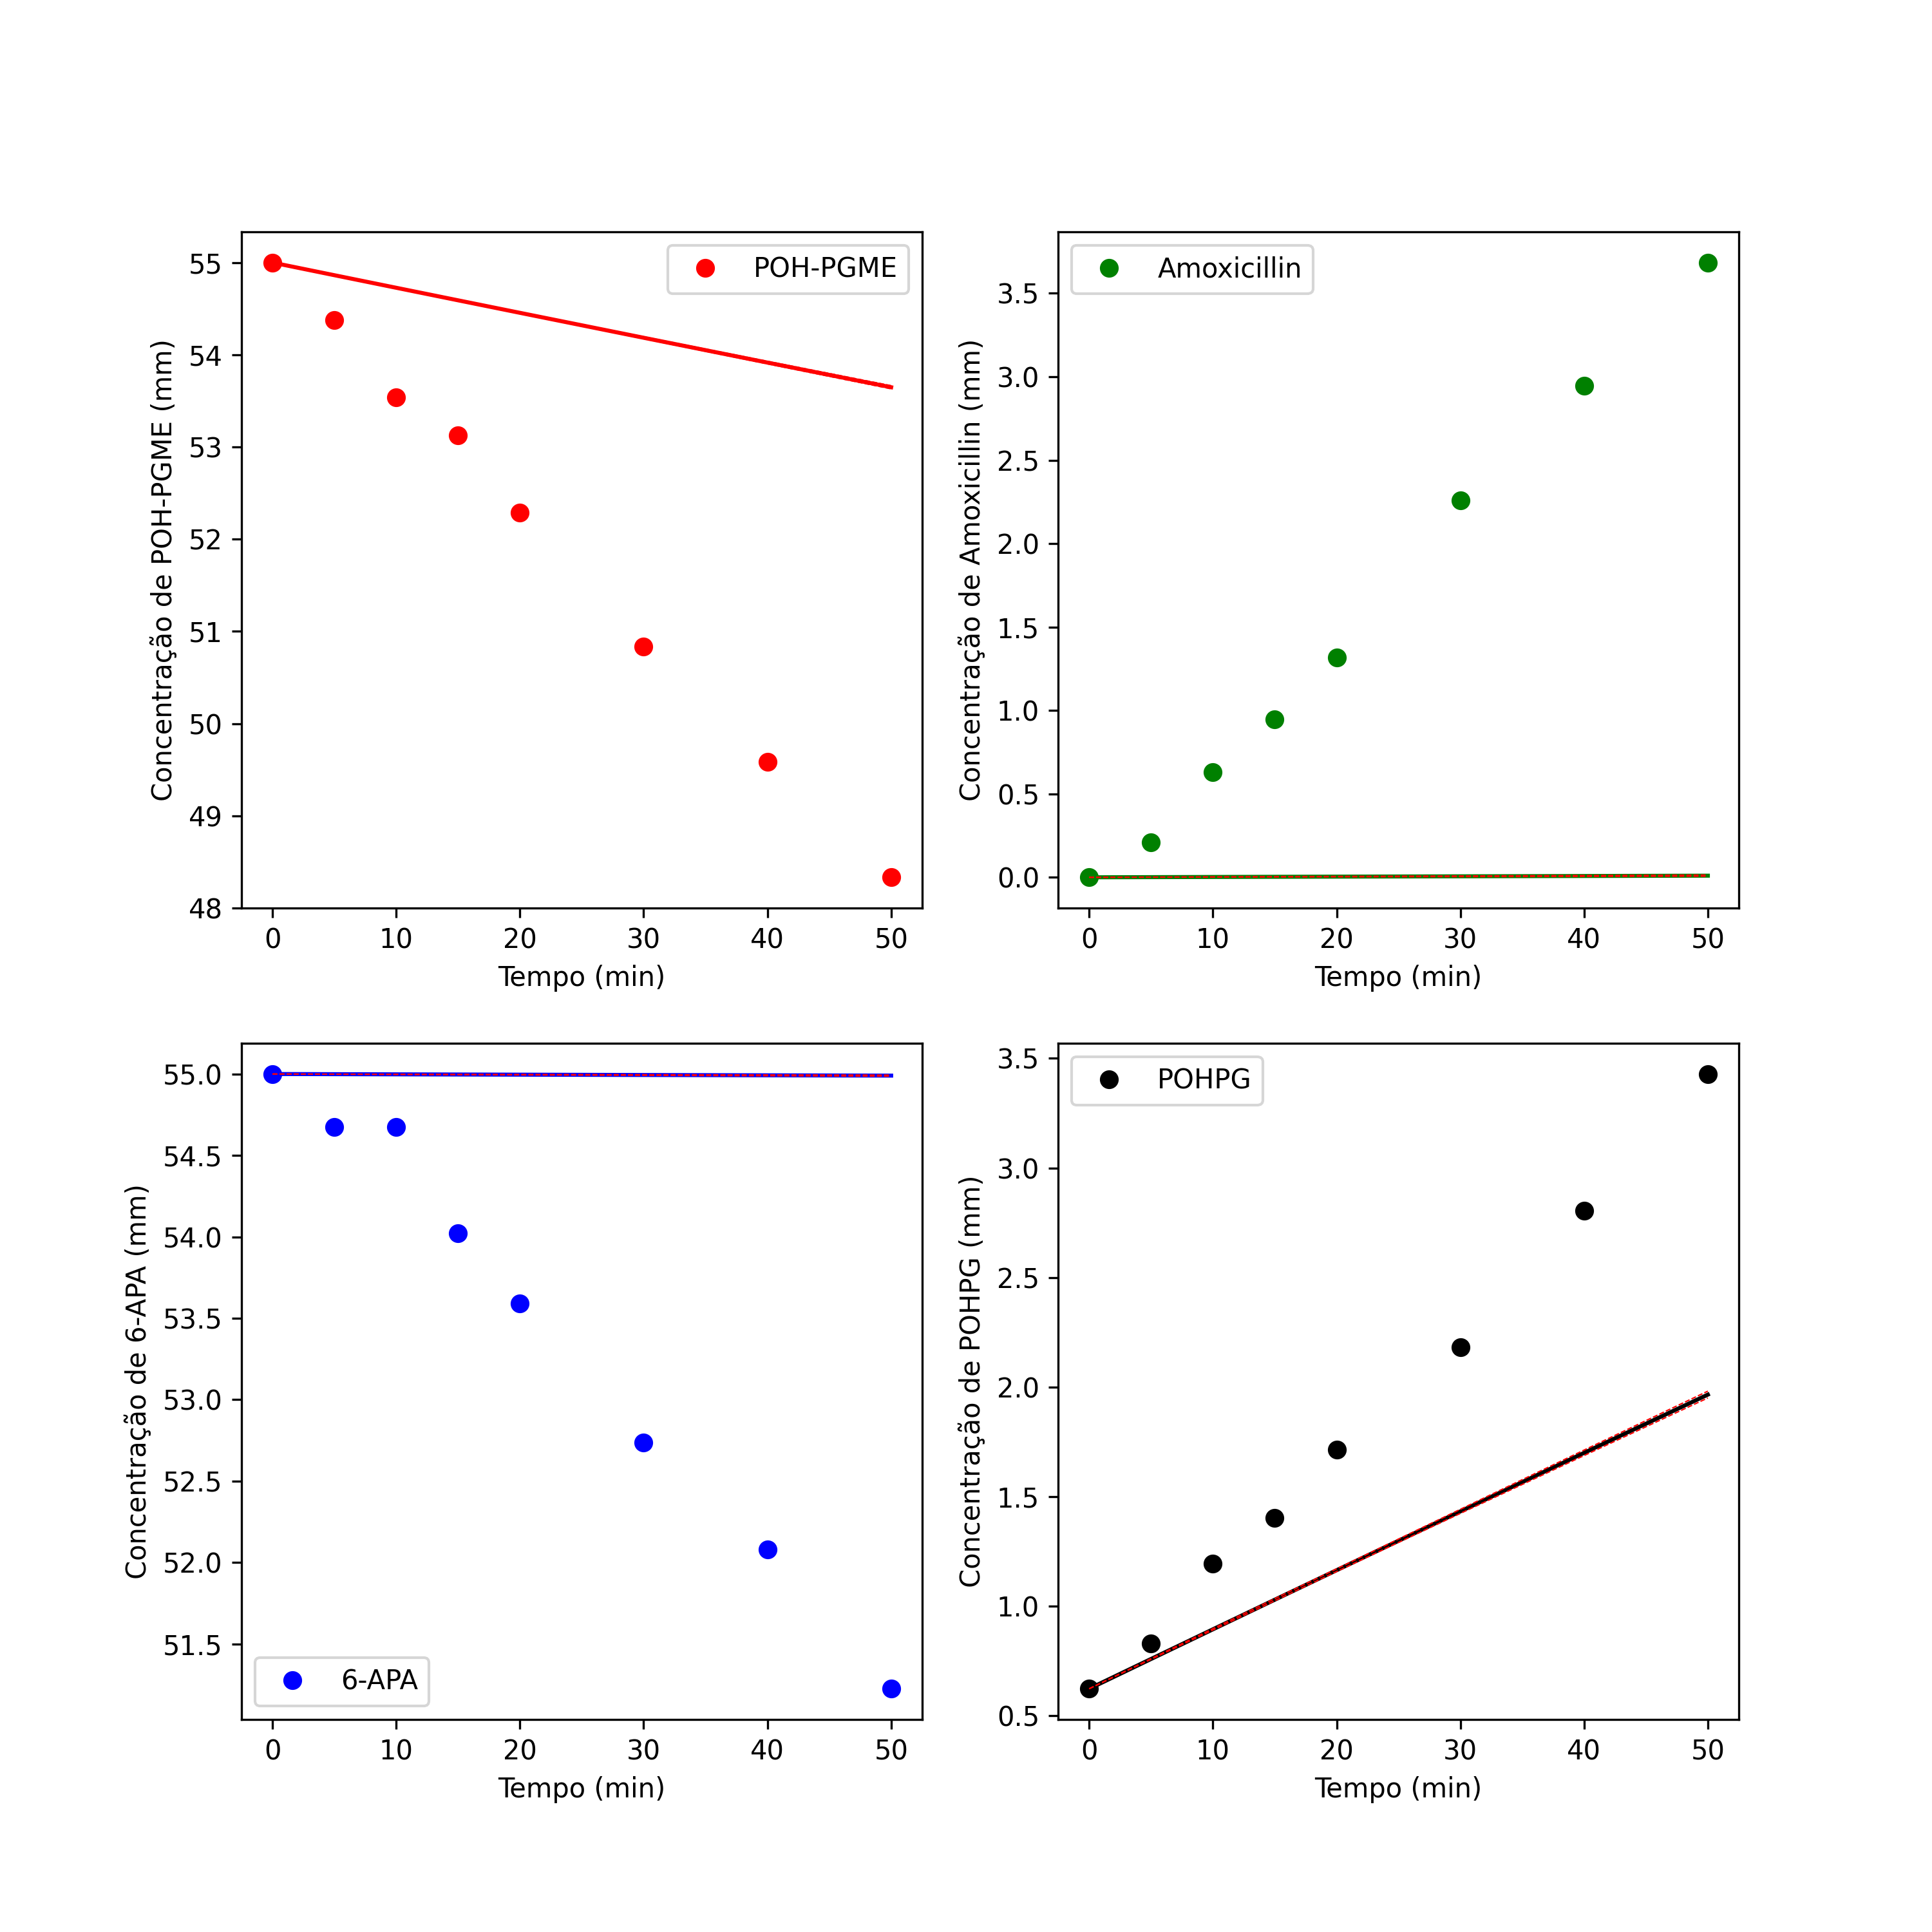 POH-PGME
55
54
53
52
51
50
49
48
Concentração de POH-PGME (mm)
0 10 20 30 40 50
Tempo (min)
Amoxicillin
3.5
3.0
2.5
2.0
1.5
1.0
0.5
0.0
Concentração de Amoxicillin (mm)
0 10 20 30 40 50
Tempo (min)
55.0
54.5
54.0
53.5
53.0
52.5
52.0
51.5
Concentração de 6-APA (mm)
6-APA
0 10 20 30 40 50
Tempo (min)
POHPG
3.5
3.0
2.5
2.0
1.5
1.0
0.5
Concentração de POHPG (mm)
0 10 20 30 40 50
Tempo (min)